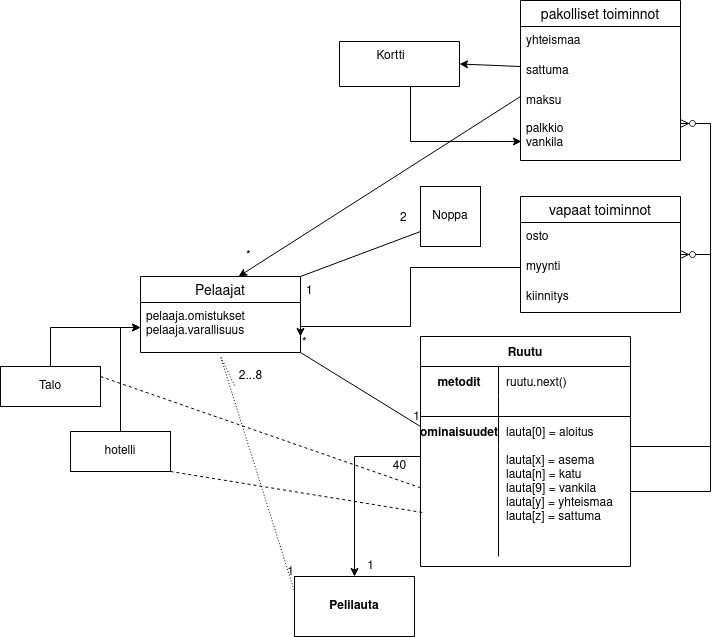 pakolliset toiminnot
yhteismaa
sattuma
maksu
palkkio
vankila
Kortti
*
2
Noppa
vapaat toiminnot
osto
myynti
kiinnitys
Pelaajat
1
pelaaja.omistukset
pelaaja.varallisuus
*
Ruutu
metodit
ruutu.next()
Talo
2...8
1
ominaisuudet
lauta[0] = aloitus
lauta[x] = asema
lauta[n] = katu
lauta[9] = vankila
lauta[y] = yhteismaa
lauta[z] = sattuma
hotelli
40
1
1
Pelilauta